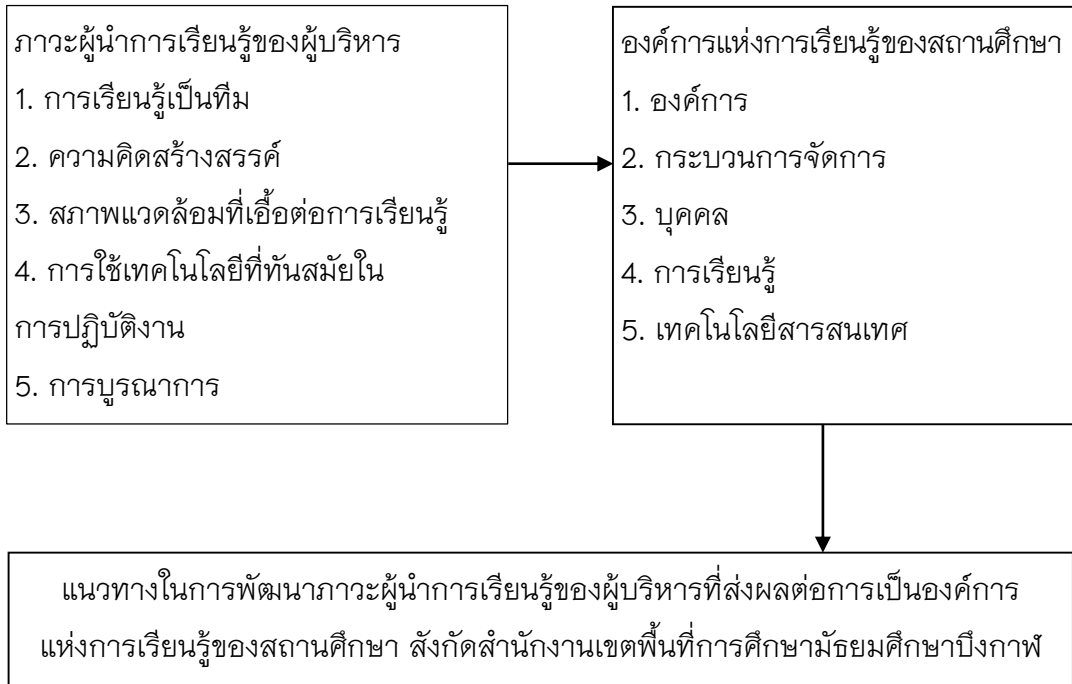 ภาวะผู้นำการเรียนรู้ของผู้บริหาร
1. การเรียนรู้เป็นทีม
2. ความคิดสร้างสรรค์
3. สภาพแวดล้อมที่เอื้อต่อการเรียนรู้
4. การใช้เทคโนโลยีที่ทันสมัยใน
การปฏิบัติงาน
5. การบูรณาการ
องค์การแห่งการเรียนรู้ของสถานศึกษา
1. องค์การ
2. กระบวนการจัดการ
3. บุคคล
4. การเรียนรู้
5. เทคโนโลยีสารสนเทศ
แนวทางในการพัฒนาภาวะผู้นำการเรียนรู้ของผู้บริหารที่ส่งผลต่อการเป็นองค์การ
แห่งการเรียนรู้ของสถานศึกษา สังกัดสำนักงานเขตพื้นที่การศึกษามัธยมศึกษาบึงกาฬ